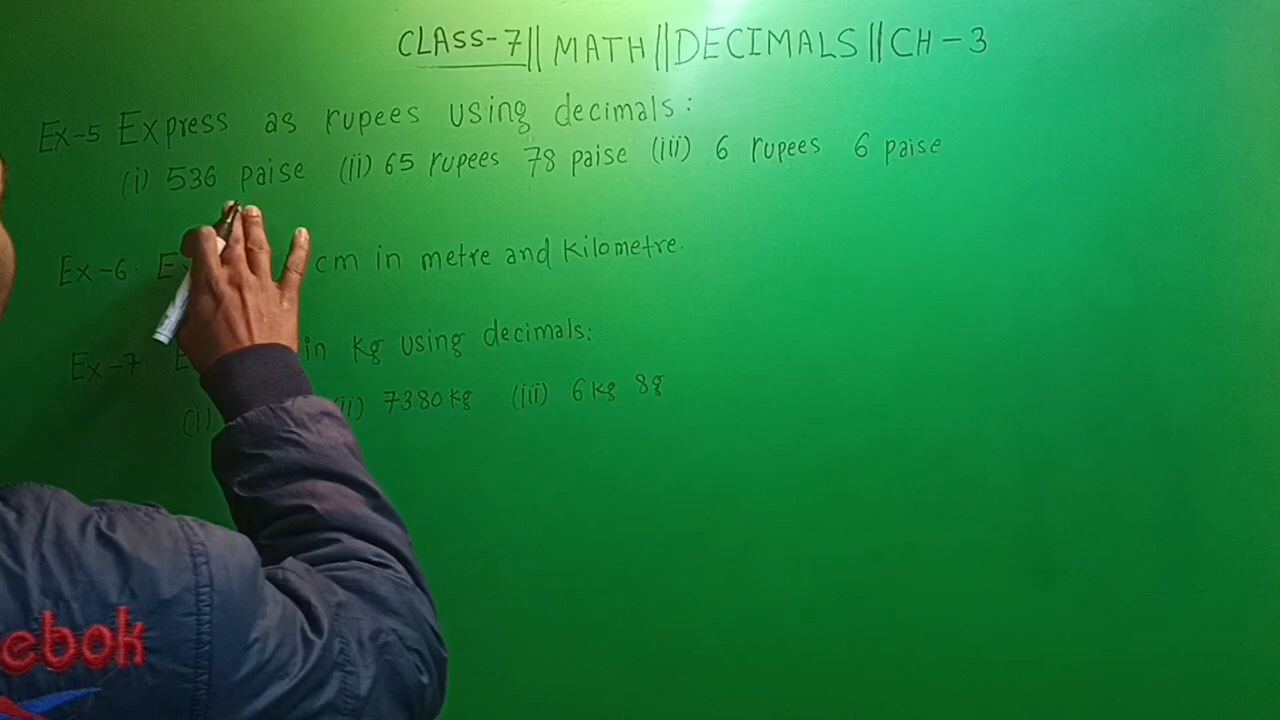 CLASS-7 || MATH || DECIMALS || CH-3
Ex-5 Express as rupees using decimals:
(i) 536 paise (ii) 65 rupees 78 paise (iii) 6 rupees 6 paise
Ex-6. cm in metre and Kilometre.
Ex-7. in Kg using decimals:
(i) (ii) 7380 kg (iii) 6 kg 8g
ebok